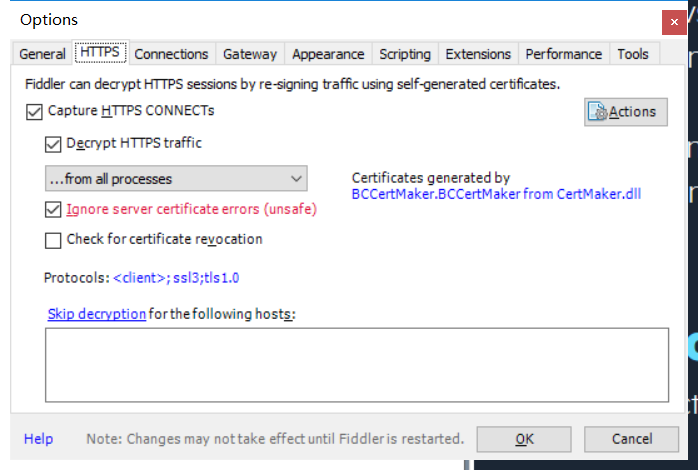 Options
General HTTPS Connections Gateway Appearance Scripting Extensions Performance Tools
Fiddler can decrypt HTTPS sessions by re-signing traffic using self-generated certificates.
Capture HTTPS CONNECTs
Actions
Decrypt HTTPS traffic
...from all processes
Certificates generated by
BCCertMaker.BCCertMaker from CertMaker.dll
Ignore server certificate errors (unsafe)
Check for certificate revocation
Protocols: <client>; ssl3;tls1.0
Skip decryption for the following hosts:
Help Note: Changes may not take effect until Fiddler is restarted. OK Cancel